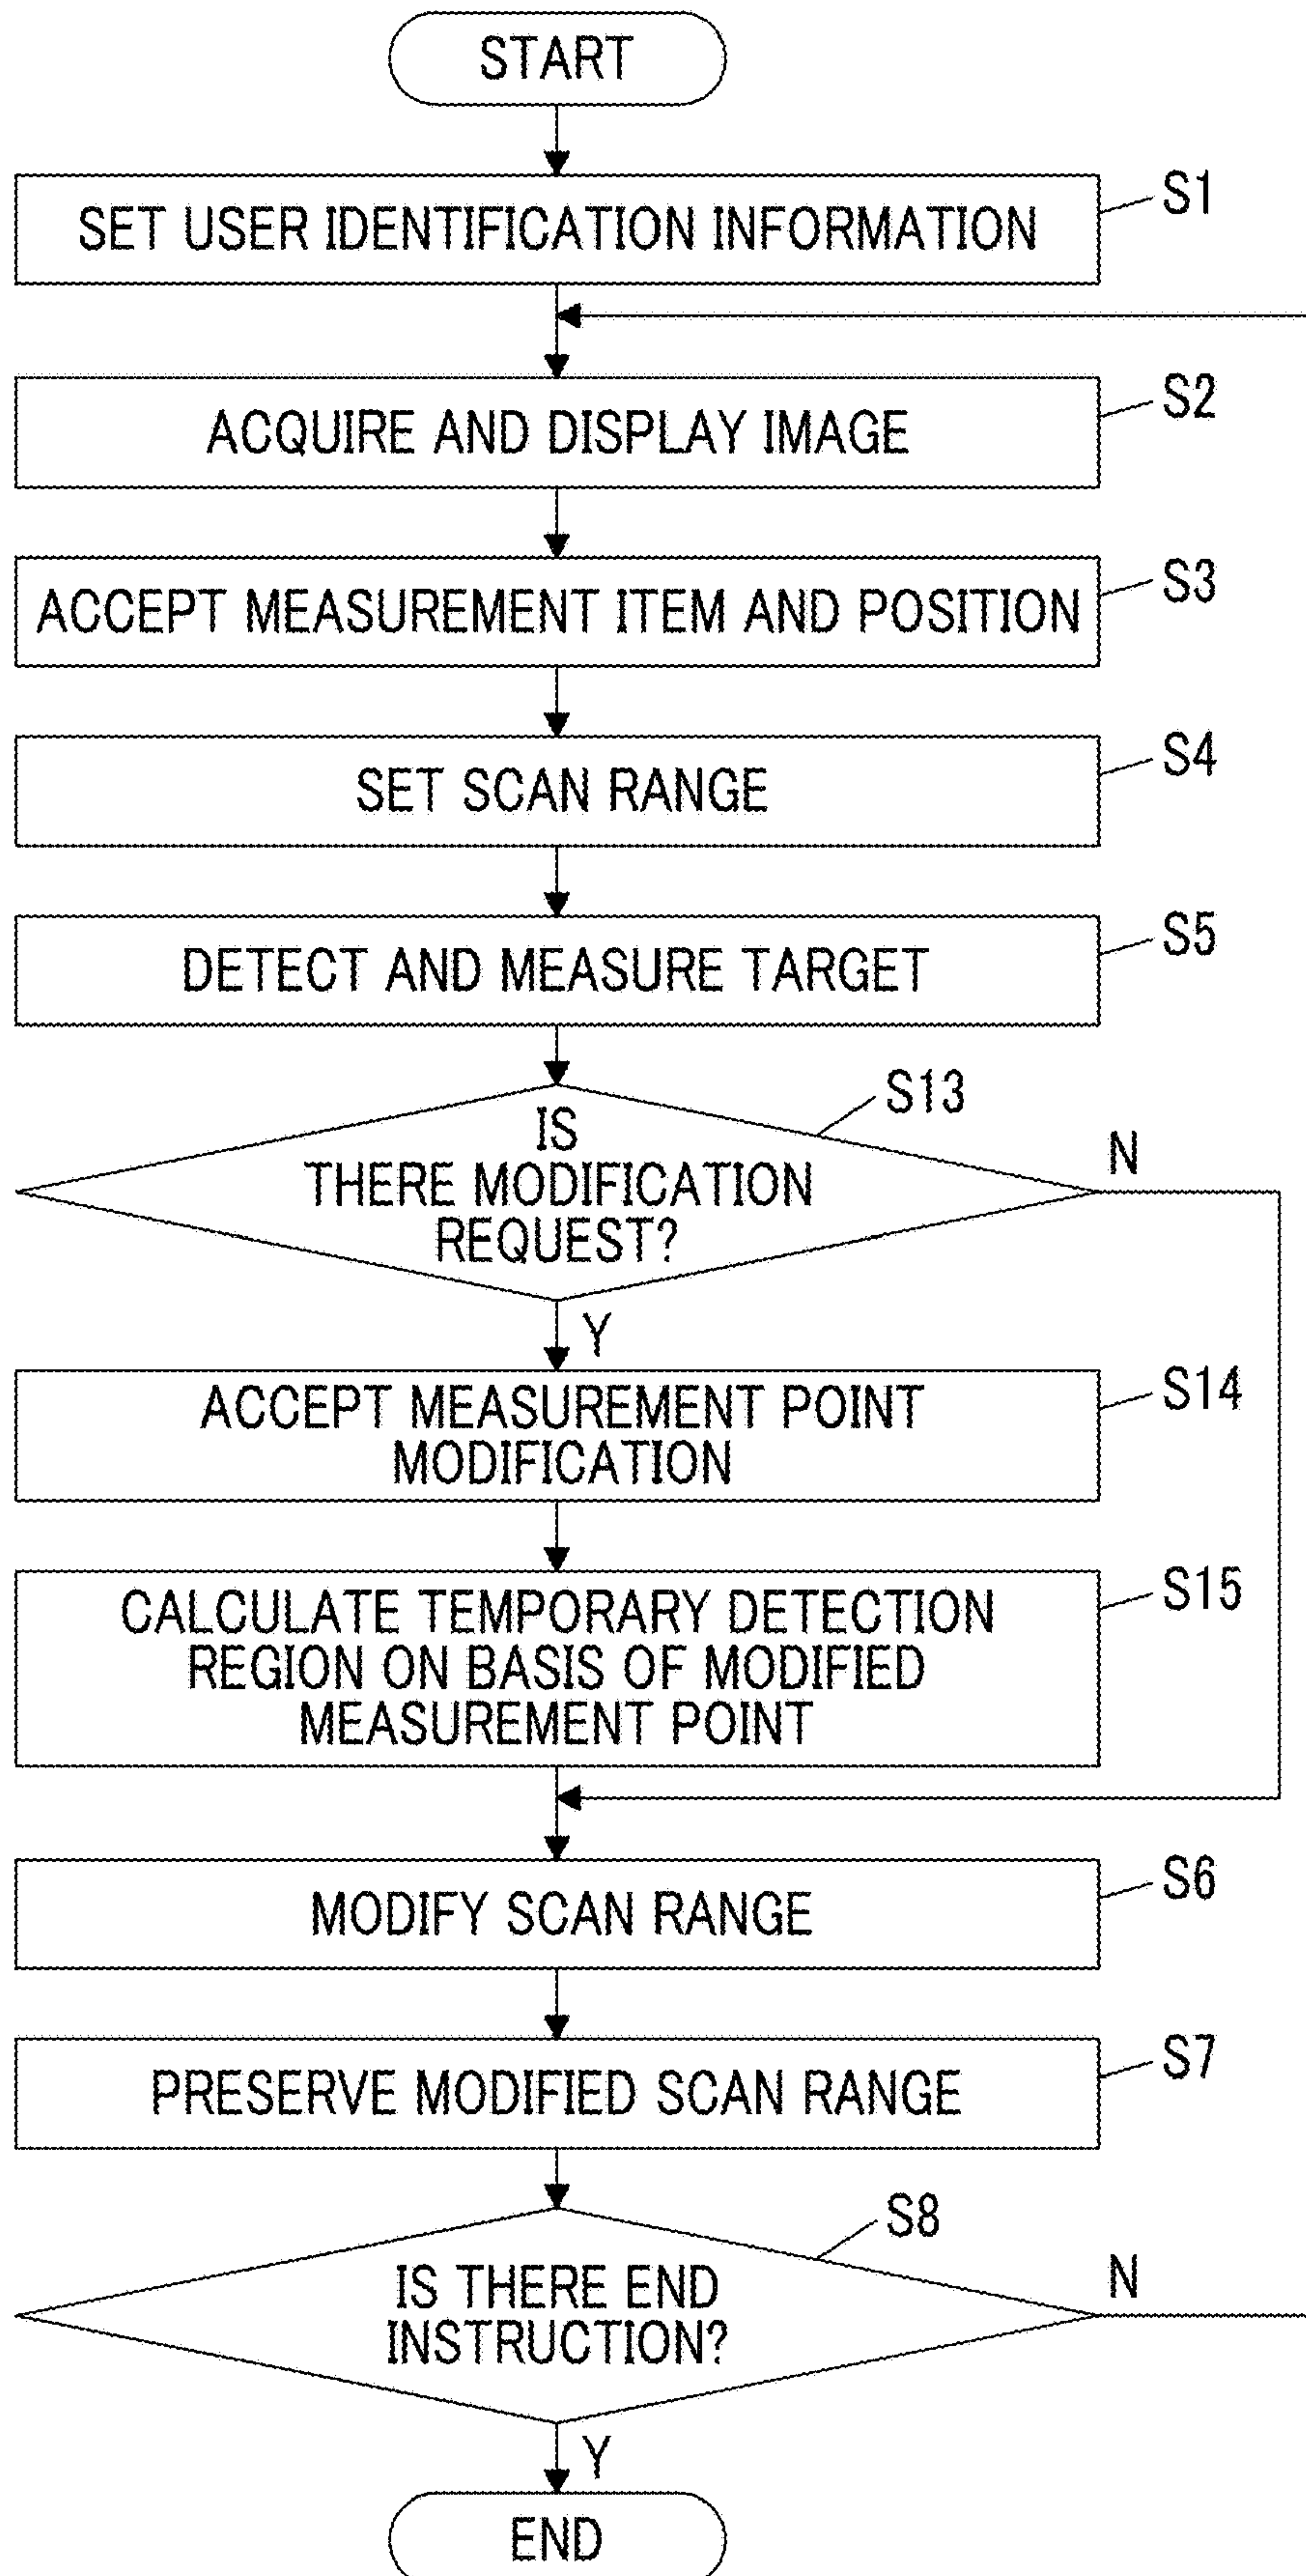 START
SET USER IDENTIFICATION INFORMATION
S1
ACQUIRE AND DISPLAY IMAGE
S2
ACCEPT MEASUREMENT ITEM AND POSITION
S3
SET SCAN RANGE
S4
DETECT AND MEASURE TARGET
S5
IS
THERE MODIFICATION
REQUEST?
S13
N
Y
ACCEPT MEASUREMENT POINT
MODIFICATION
S14
CALCULATE TEMPORARY DETECTION
REGION ON BASIS OF MODIFIED
MEASUREMENT POINT
S15
MODIFY SCAN RANGE
S6
PRESERVE MODIFIED SCAN RANGE
S7
IS THERE END
INSTRUCTION?
S8
N
Y
END